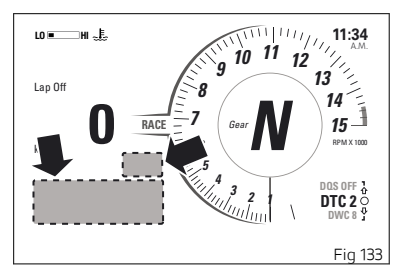 LO HI
11:34
A.M.
Lap Off
0
RACE
Gear
N
1
2
3
4
5
7
8
9
10
11
12
13
14
15
RPM X 1000
DQS OFF
DTC 2
DWC 8
Fig 133